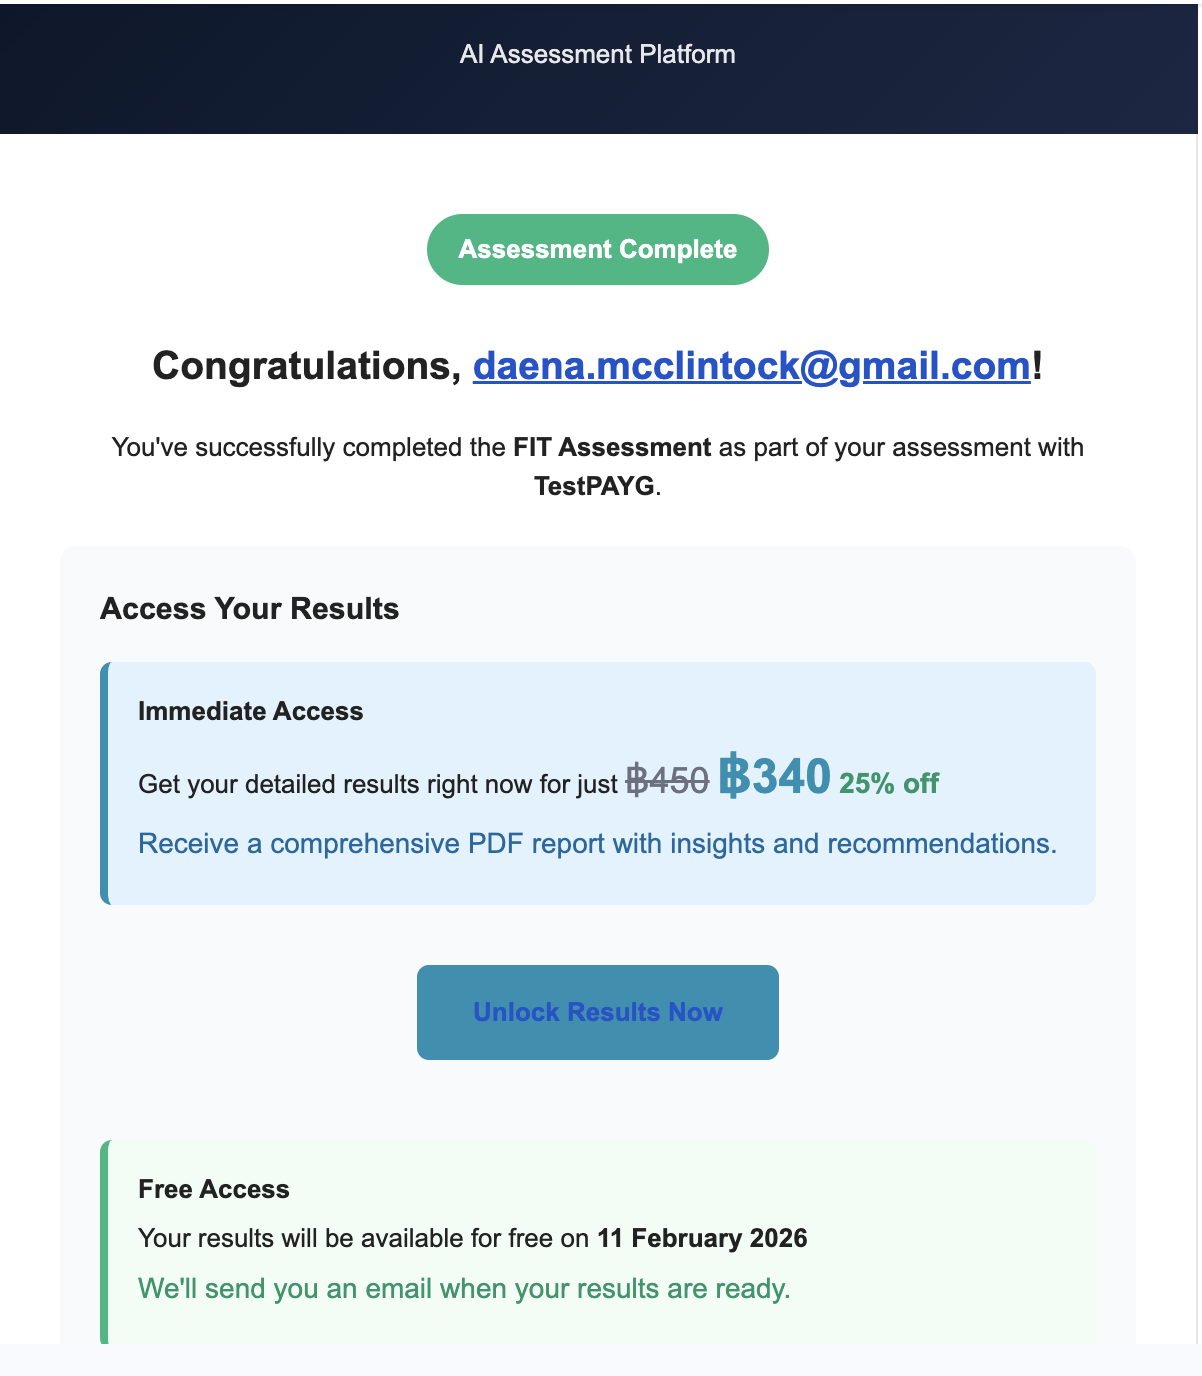 AI Assessment Platform
Assessment Complete
Congratulations, daena.mcclintock@gmail.com!
You've successfully completed the FIT Assessment as part of your assessment with
TestPAYG.
Access Your Results
Immediate Access
Get your detailed results right now for just ฿450 ฿340 25% off
Receive a comprehensive PDF report with insights and recommendations.
Unlock Results Now
Free Access
Your results will be available for free on 11 February 2026
We'll send you an email when your results are ready.